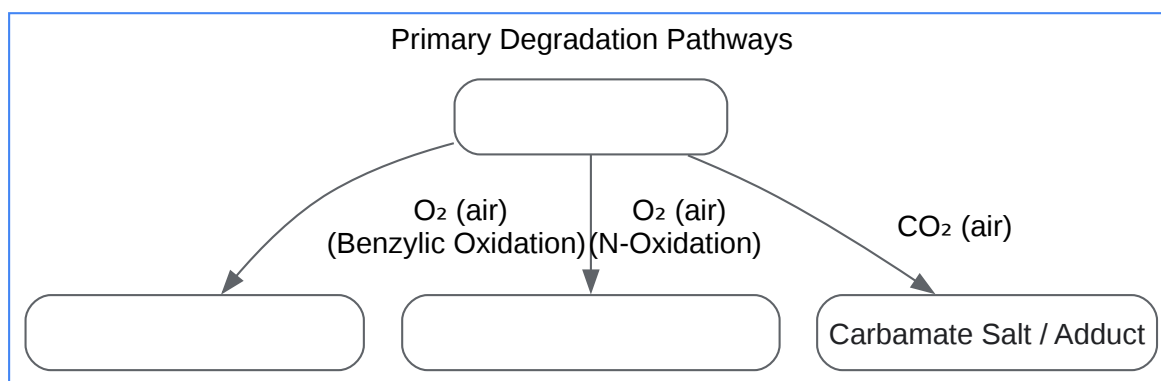 Primary Degradation Pathways
O₂ (air)
(Benzylic Oxidation)
O₂ (air)
(N-Oxidation)
CO₂ (air)
Carbamate Salt / Adduct